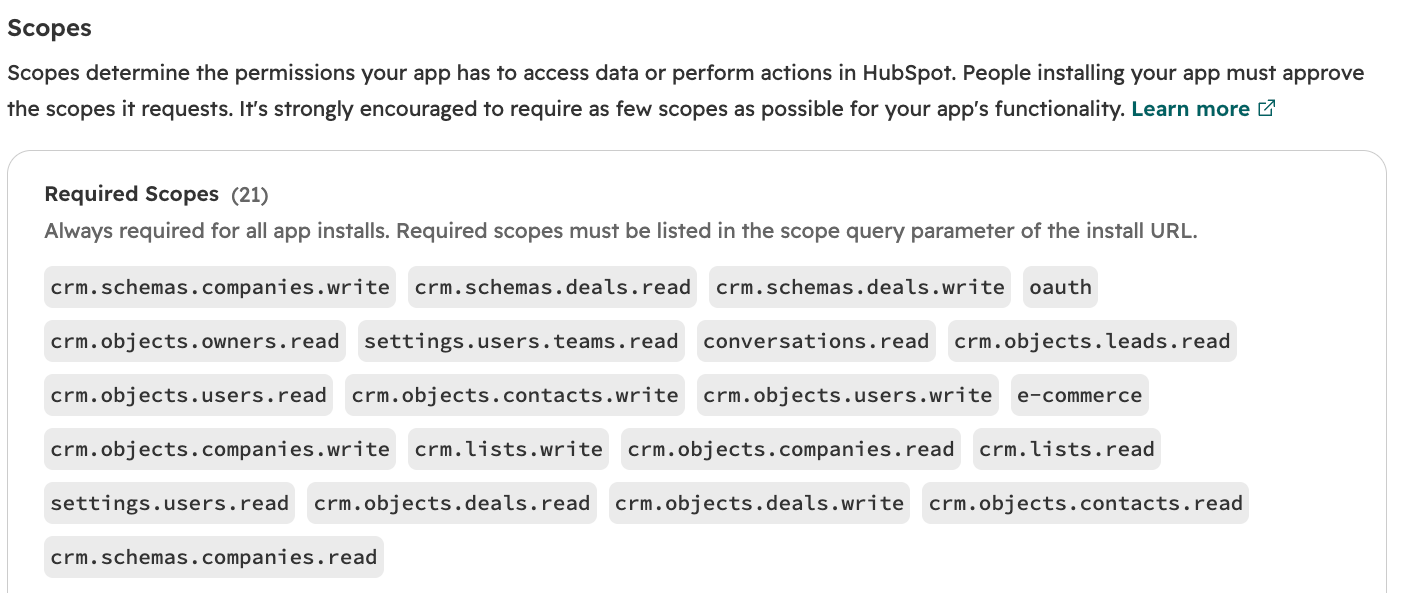 Scopes
Scopes determine the permissions your app has to access data or perform actions in HubSpot. People installing your app must approve
the scopes it requests. It's strongly encouraged to require as few scopes as possible for your app's functionality. Learn more
Required Scopes (21)
Always required for all app installs. Required scopes must be listed in the scope query parameter of the install URL.
crm.schemas.companies.write crm.schemas.deals.read crm.schemas.deals.write oauth
crm.objects.owners.read settings.users.teams.read conversations.read crm.objects.leads.read
crm.objects.users.read crm.objects.contacts.write crm.objects.users.write e-commerce
crm.objects.companies.write crm.lists.write crm.objects.companies.read crm.lists.read
settings.users.read crm.objects.deals.read crm.objects.deals.write crm.objects.contacts.read
crm.schemas.companies.read